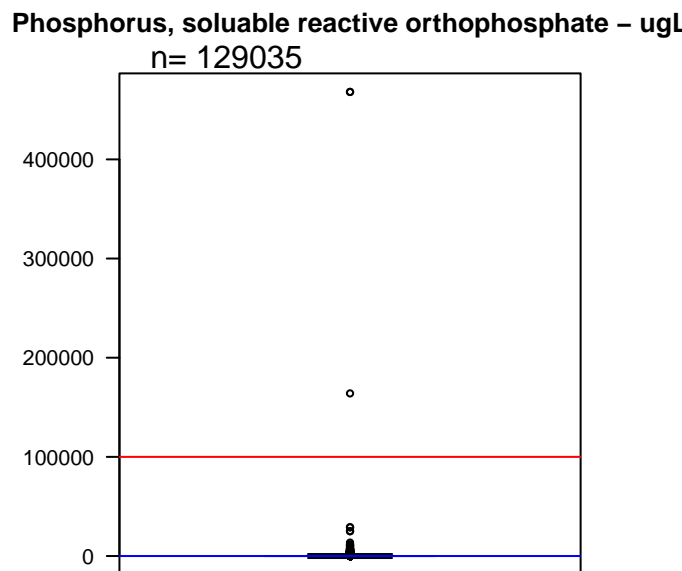 Phosphorus, soluable reactive orthophosphate – ugL
n= 129035
400000
300000
200000
100000
0